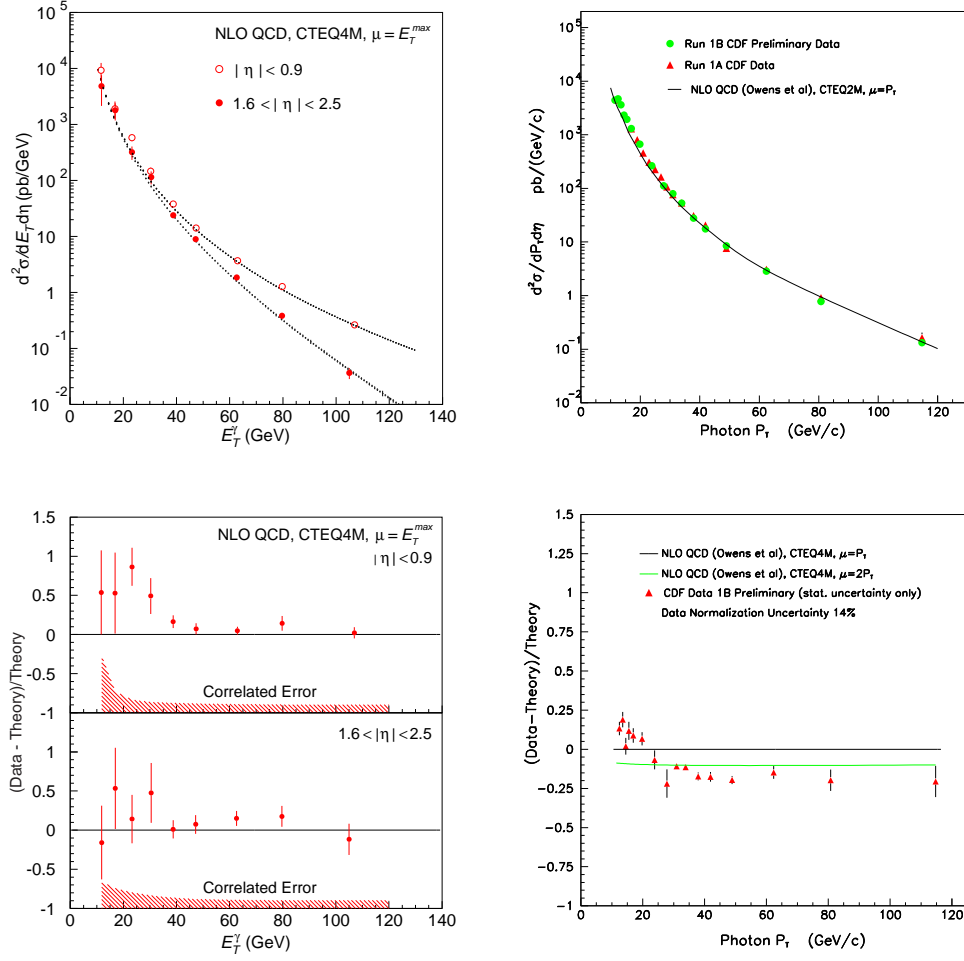 NLO QCD, CTEQ4M, μ = E_T^max
| η | < 0.9
1.6 < | η | < 2.5
10^5
10^4
10^3
10^2
10
1
10^-1
10^-2
d²σ/dE_Tdη (pb/GeV)
0 20 40 60 80 100 120 140
E_T^γ (GeV)
Run 1B CDF Preliminary Data
Run 1A CDF Data
NLO QCD (Owens et al), CTEQ2M, μ=P_T
10^5
10^4
10^3
10^2
10
1
10^-1
10^-2
d²σ/dP_Tdη pb/(GeV/c)
0 20 40 60 80 100 120
Photon P_T (GeV/c)
NLO QCD, CTEQ4M, μ = E_T^max
| η | < 0.9
1.5
1
0.5
0
-0.5
-1
Correlated Error
1.6 < | η | < 2.5
1
0.5
0
-0.5
-1
Correlated Error
(Data - Theory)/Theory
0 20 40 60 80 100 120 140
E_T^γ (GeV)
NLO QCD (Owens et al), CTEQ4M, μ=P_T
NLO QCD (Owens et al), CTEQ4M, μ=2P_T
CDF Data 1B Preliminary (stat. uncertainty only)
Data Normalization Uncertainty 14%
1.5
1.25
1
0.75
0.5
0.25
0
-0.25
-0.5
-0.75
-1
(Data-Theory)/Theory
0 20 40 60 80 100 120
Photon P_T (GeV/c)